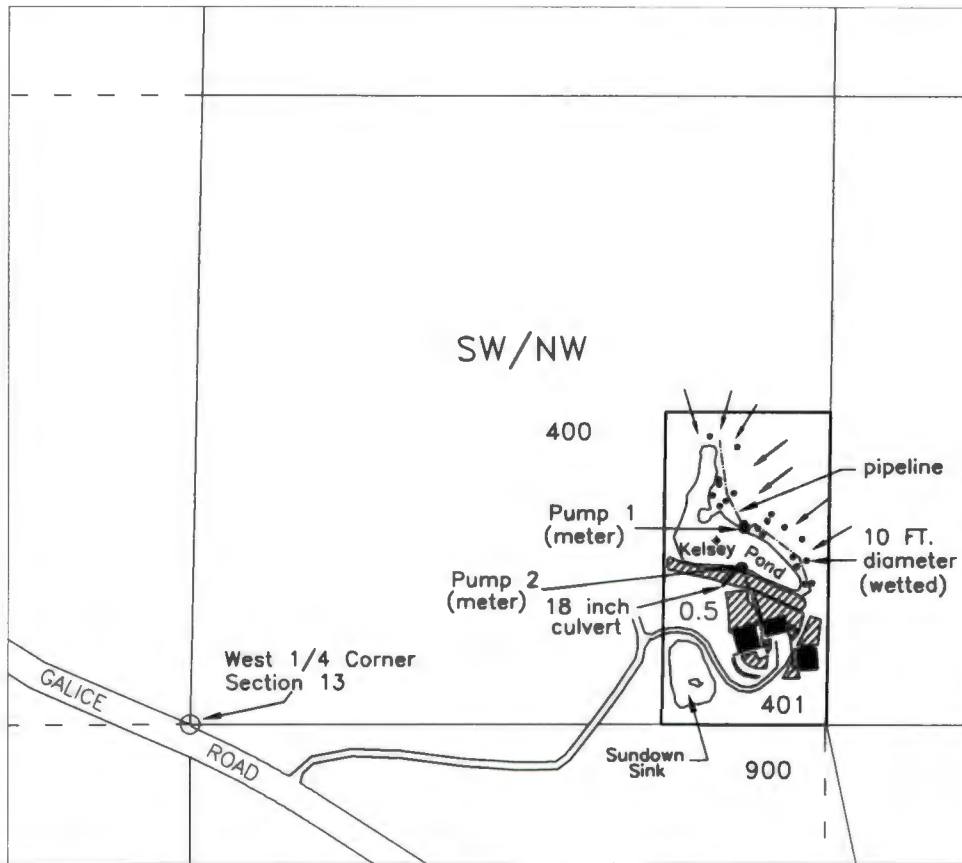 SW/NW
400
pipeline
Pump 1
(meter)
10 FT.
diameter
(wetted)
Kelsey Pond
Pump 2
(meter)
18 inch
culvert
0.5
West 1/4 Corner
Section 13
GALICE ROAD
401
Sundown
Sink
900